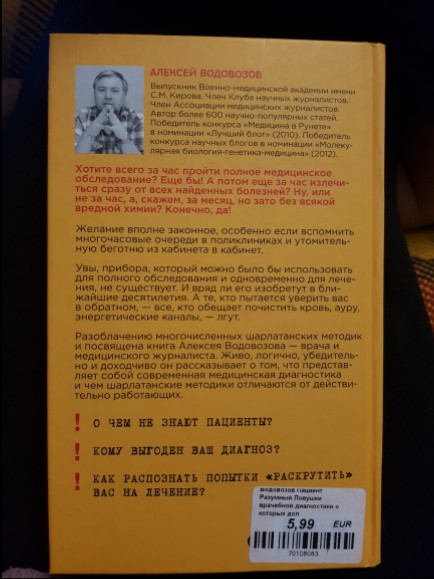 АЛЕКСЕЙ ВОДОВОЗОВ
Выпускник Военно-медицинской академии имени
С.М. Кирова. Член Клуба научных журналистов.
Член Ассоциации медицинских журналистов.
Автор более 600 научно-популярных статей.
Победитель конкурса «Медицина в Рунете»
в номинации «Лучший блог» (2010). Победитель
конкурса научных блогов в номинации «Молеку-
лярная биология-генетика-медицина» (2012).
Хотите всего за час пройти полное медицинское
обследование? Еще бы! А потом еще за час излечи-
ться сразу от всех найденных болезней? Ну, или
не за час, а, скажем, за месяц, но зато без всякой
вредной химии? Конечно, да!
Желание вполне законное, особенно если вспомнить
многочасовые очереди в поликлиниках и утомитель-
ную беготню из кабинета в кабинет.
Увы, прибора, который можно было бы использовать
для полного обследования и одновременно для лече-
ния, не существует. И вряд ли его изобретут в бли-
жайшие десятилетия. А те, кто пытается уверить вас
в обратном, — все, кто обещает почистить кровь, ауру,
энергетические каналы, — лгут.
Разоблачению многочисленных шарлатанских методик
и посвящена книга Алексея Водовозова — врача и
медицинского журналиста. Живо, логично, убедитель-
но и доходчиво он рассказывает о том, что представ-
ляет собой современная медицинская диагностика
и чем шарлатанские методики отличаются от действи-
тельно работающих.
! О ЧЕМ НЕ ЗНАЮТ ПАЦИЕНТЫ?
! КОМУ ВЫГОДЕН ВАШ ДИАГНОЗ?
! КАК РАСПОЗНАТЬ ПОПЫТКИ «РАСКРУТИТЬ»
ВАС НА ЛЕЧЕНИЕ?
Водовозов Пациент
Разумный Ловушки
врачебной диагностики о
которых дол
5,99 EUR
70108083